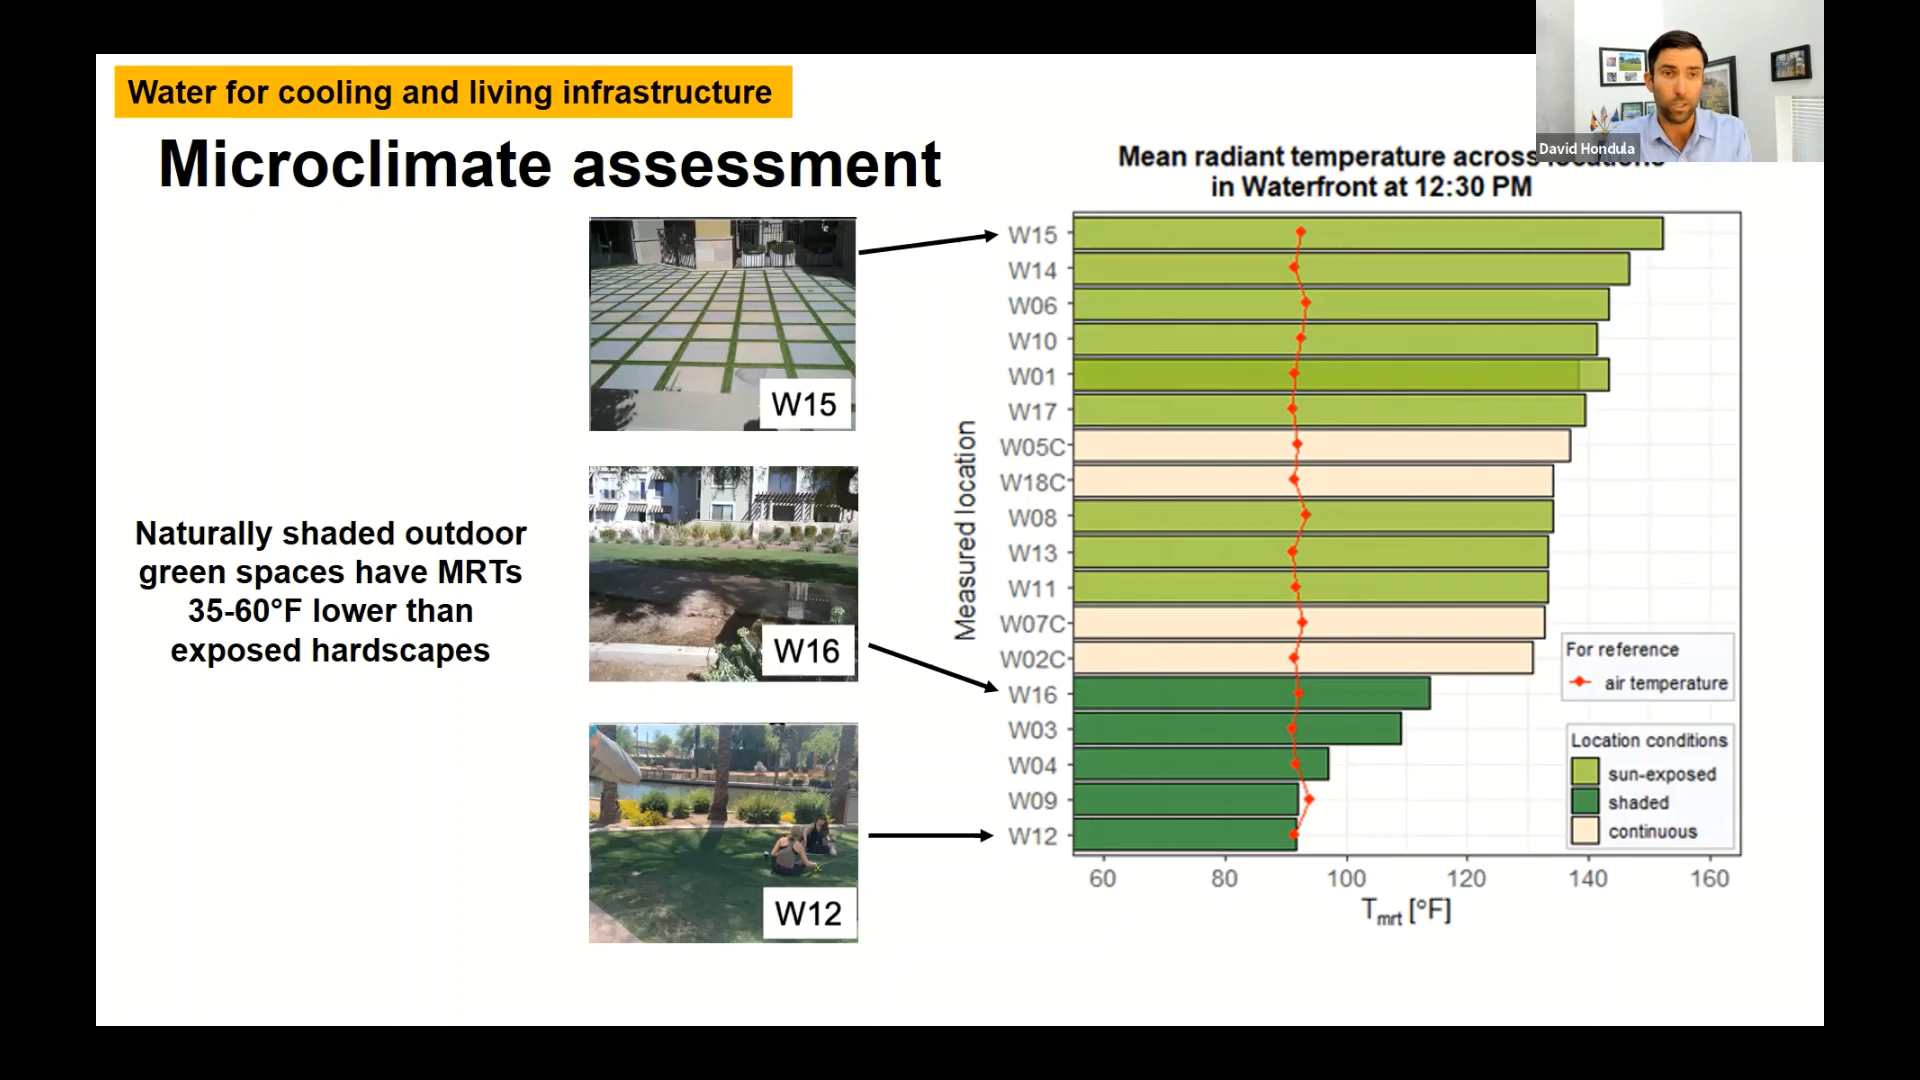 Water for cooling and living infrastructure
Microclimate assessment
David Hondula
Mean radiant temperature across
in Waterfront at 12:30 PM
W15
W16
W12
Naturally shaded outdoor
green spaces have MRTs
35-60°F lower than
exposed hardscapes
Measured location
W15
W14
W06
W10
W01
W17
W05C
W18C
W08
W13
W11
W07C
W02C
W16
W03
W04
W09
W12
For reference
air temperature
Location conditions
sun-exposed
shaded
continuous
60 80 100 120 140 160
Tmrt [°F]